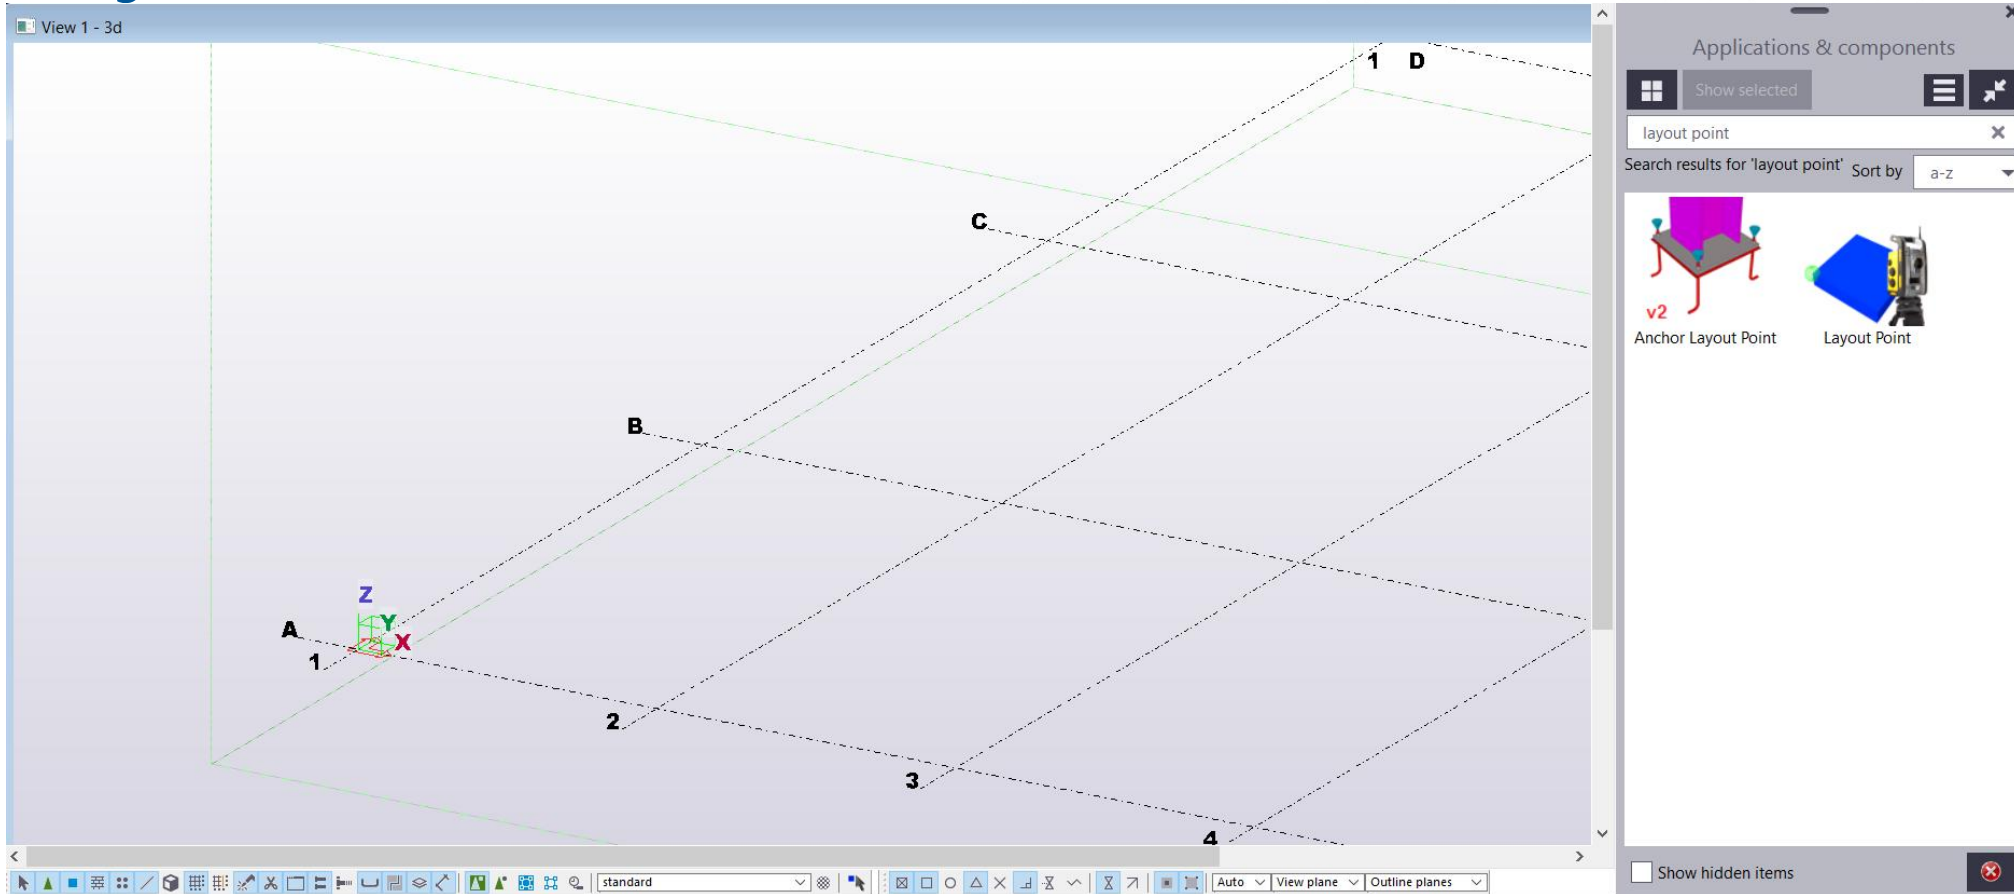 View 1 - 3d
1 D
C
B
Z
Y
X
A
1
2
3
4
Applications & components
Show selected
layout point
Search results for 'layout point' Sort by a-z
v2
Anchor Layout Point Layout Point
Show hidden items
standard
Auto View plane Outline planes